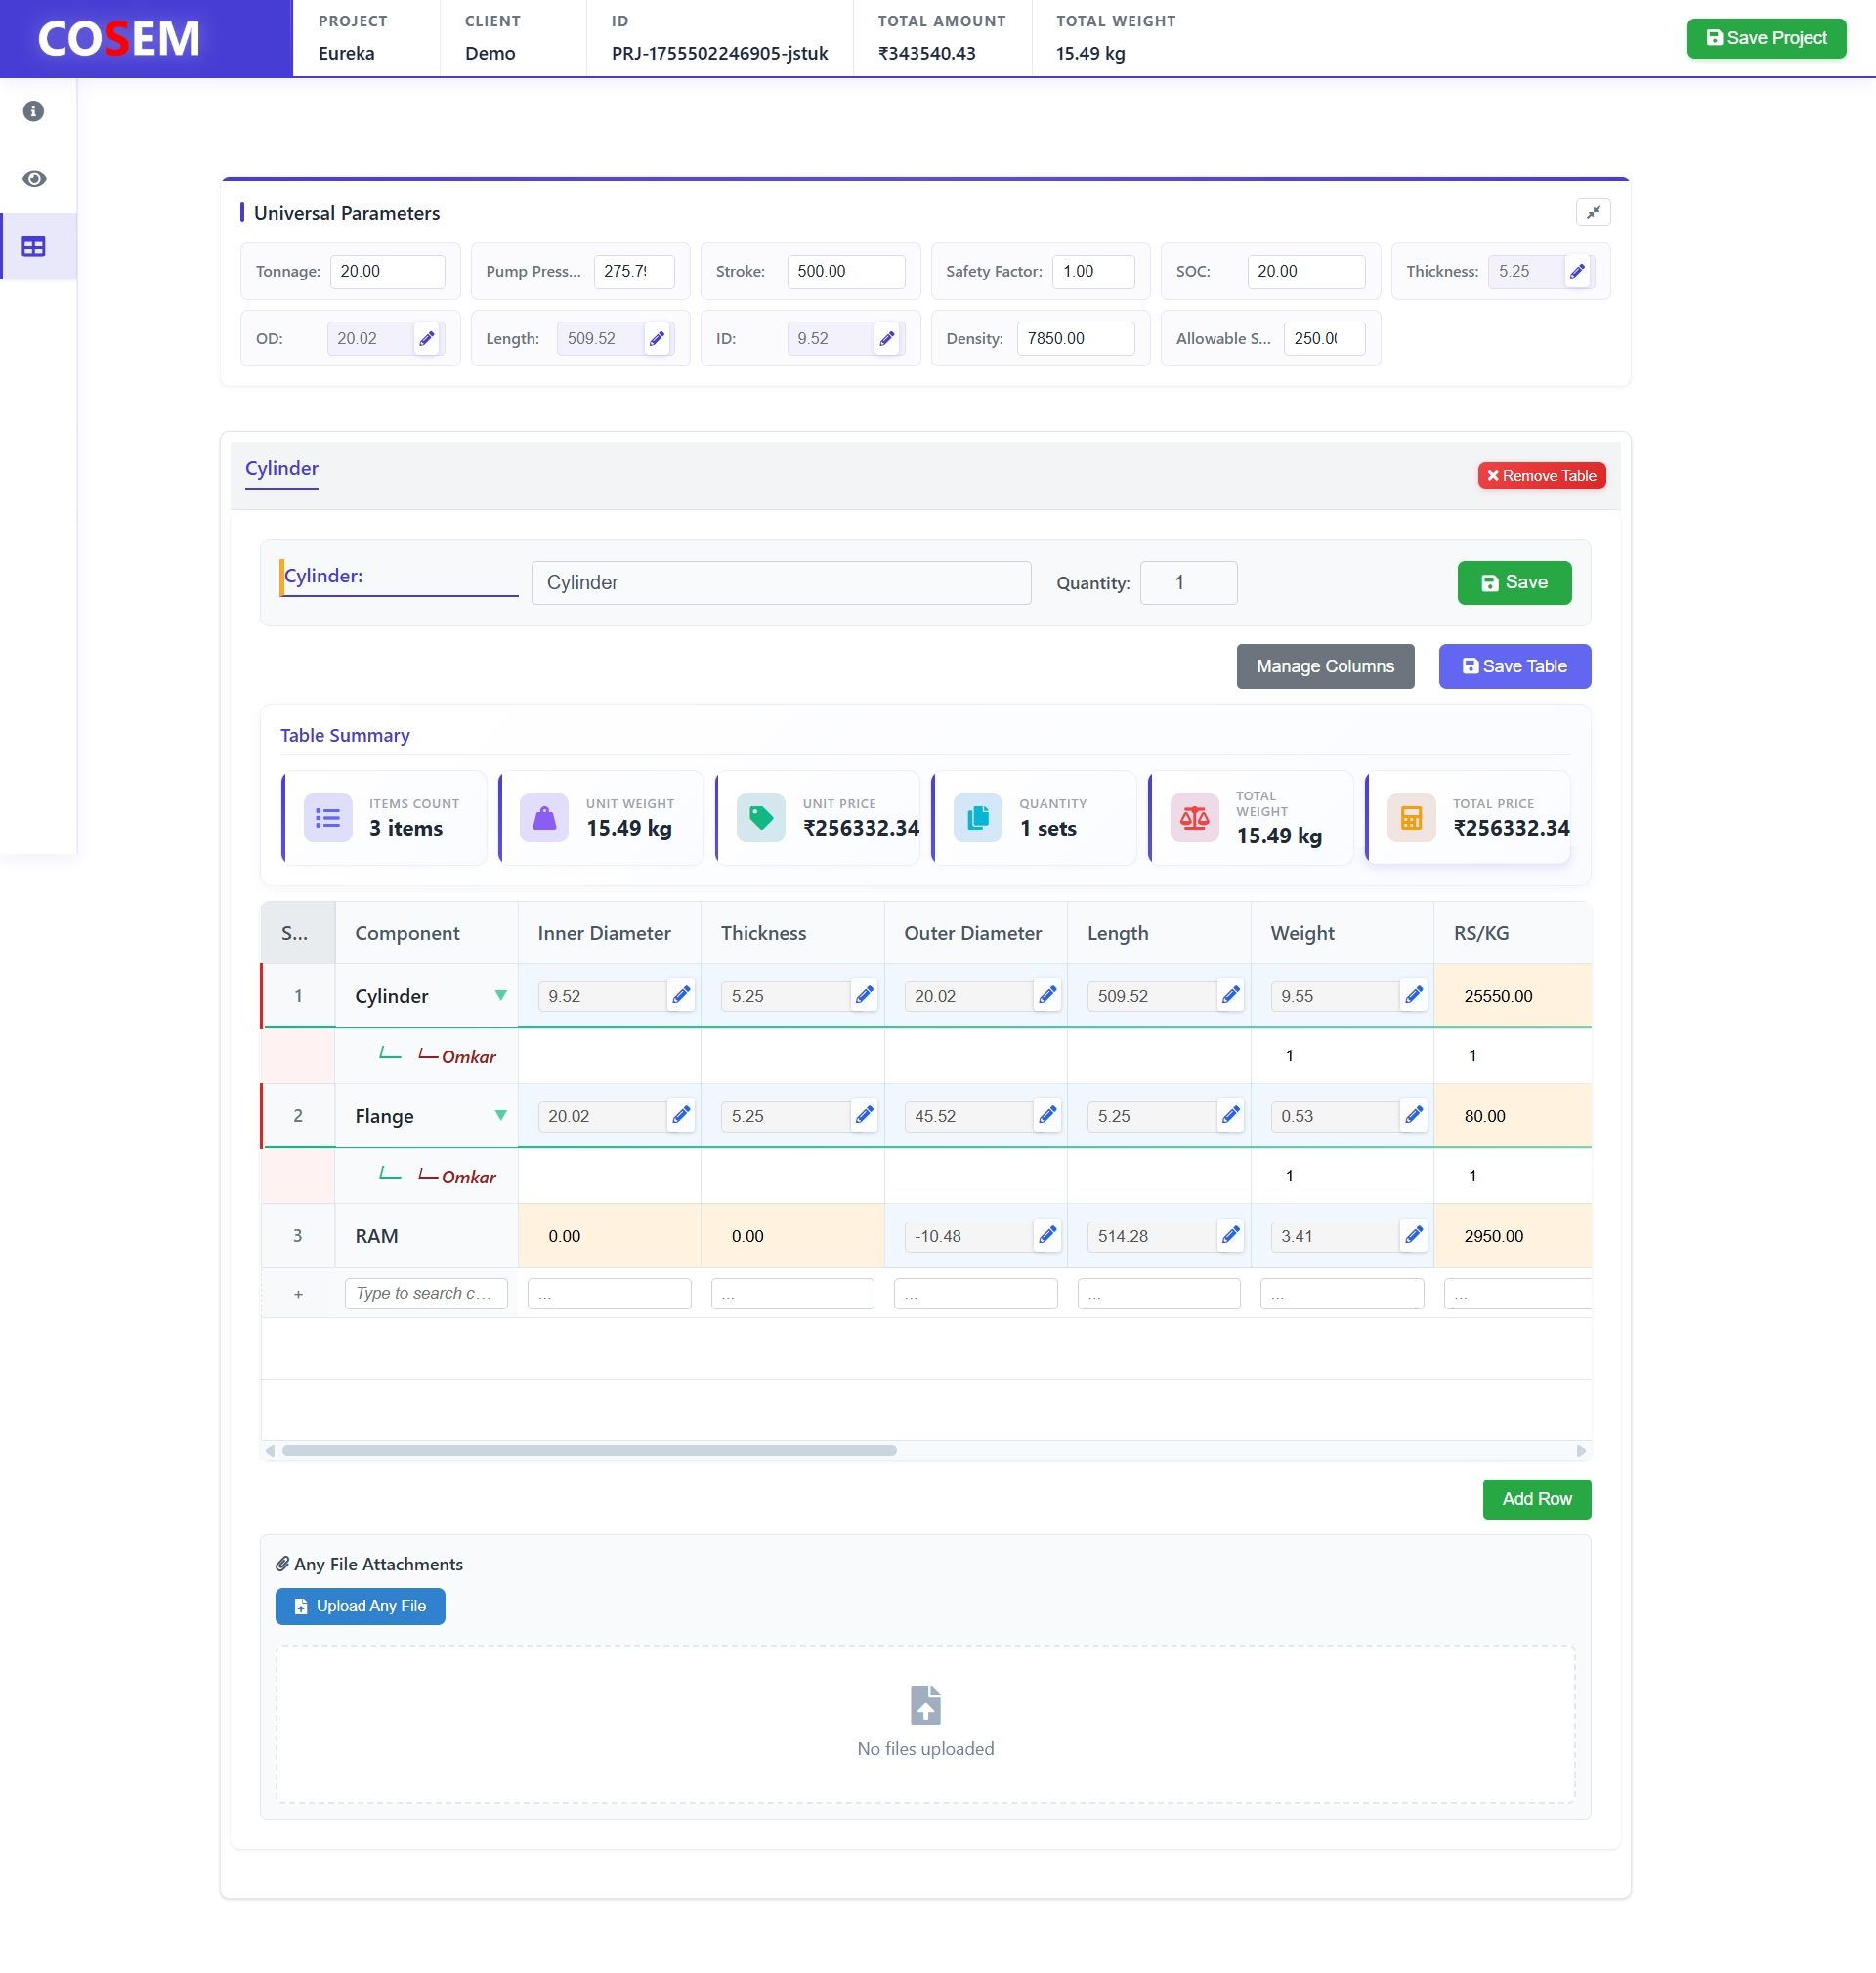 COSEM
PROJECT
Eureka
CLIENT
Demo
ID
PRJ-1755502246905-jstuk
TOTAL AMOUNT
₹343540.43
TOTAL WEIGHT
15.49 kg
Save Project
Universal Parameters
Tonnage: 20.00
Pump Press... 275.79
Stroke: 500.00
Safety Factor: 1.00
SOC: 20.00
Thickness: 5.25
OD: 20.02
Length: 509.52
ID: 9.52
Density: 7850.00
Allowable S... 250.00
Cylinder
Remove Table
Cylinder: Cylinder
Quantity: 1
Save
Manage Columns
Save Table
Table Summary
ITEMS COUNT
3 items
UNIT WEIGHT
15.49 kg
UNIT PRICE
₹256332.34
QUANTITY
1 sets
TOTAL
WEIGHT
15.49 kg
TOTAL PRICE
₹256332.34
S... Component Inner Diameter Thickness Outer Diameter Length Weight RS/KG
1 Cylinder ▼ 9.52 5.25 20.02 509.52 9.55 25550.00
Omkar 1 1
2 Flange ▼ 20.02 5.25 45.52 5.25 0.53 80.00
Omkar 1 1
3 RAM 0.00 0.00 -10.48 514.28 3.41 2950.00
+ Type to search c... ... ... ... ... ... ...
Add Row
Any File Attachments
Upload Any File
No files uploaded